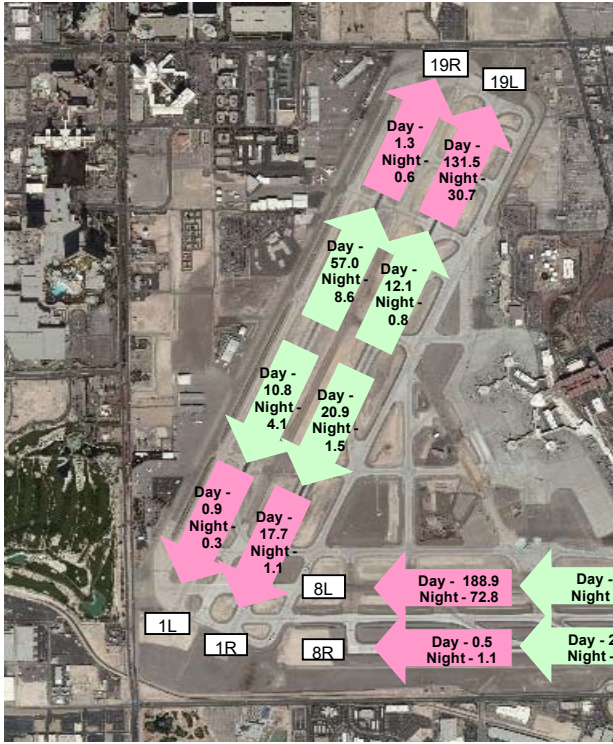 19R
19L
Day -
1.3
Night -
0.6
Day -
131.5
Night -
30.7
Day -
57.0
Night -
8.6
Day -
12.1
Night -
0.8
Day -
10.8
Night -
4.1
Day -
20.9
Night -
1.5
Day -
0.9
Night -
0.3
Day -
17.7
Night -
1.1
8L
Day - 188.9
Night - 72.8
Day -
Night
1L
1R
8R
Day - 0.5
Night - 1.1
Day - 2
Night -